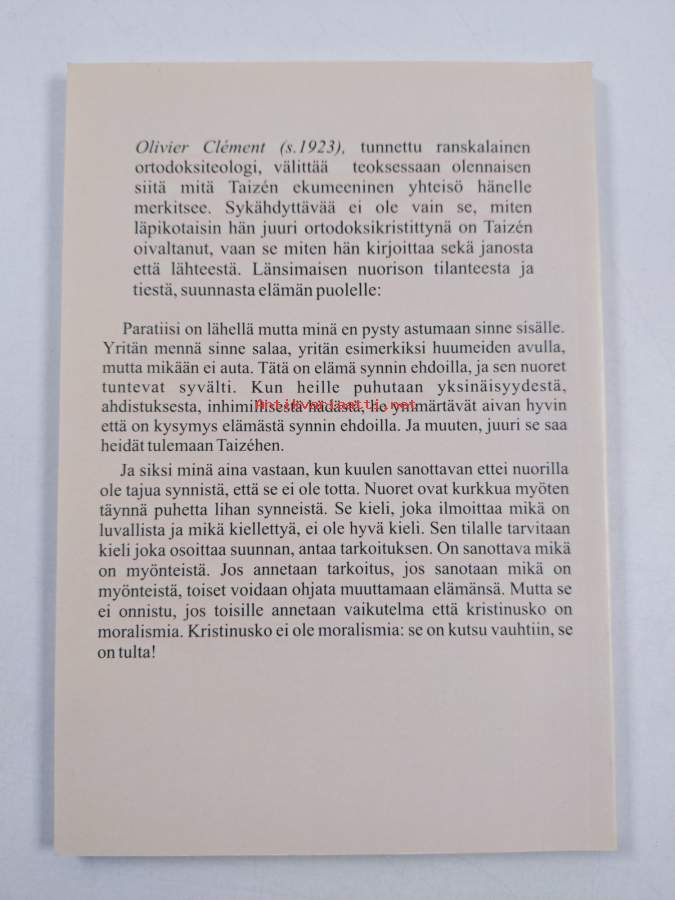 Olivier Clément (s.1923), tunnettu ranskalainen
ortodoksiteologi, välittää teoksessaan olennaisen
siitä mitä Taizén ekumeeninen yhteisö hänelle
merkitsee. Sykähdyttävää ei ole vain se, miten
läpikotaisin hän juuri ortodoksikristittynä on Taizén
oivaltanut, vaan se miten hän kirjoittaa sekä janosta
että lähteestä. Länsimaisen nuorison tilanteesta ja
tiestä, suunnasta elämän puolelle:
Paratiisi on lähellä mutta minä en pysty astumaan sinne sisälle.
Yritän mennä sinne salaa, yritän esimerkiksi huumeiden avulla,
mutta mikään ei auta. Tätä on elämä synnin ehdoilla, ja sen nuoret
tuntevat syvältä. Kun heille puhutaan yksinäisyydestä,
ahdistuksesta, inhimillisestä hädästä, he ymmärtävät aivan hyvin
Antikvariaatti.net
että on kysymys elämästä synnin ehdoilla. Ja muuten, juuri se saa
heidät tulemaan Taizéhen.
Ja siksi minä aina vastaan, kun kuulen sanottavan ettei nuorilla
ole tajua synnistä, että se ei ole totta. Nuoret ovat kurkkua myöten
täynnä puhetta lihan synneistä. Se kieli, joka ilmoittaa mikä on
luvallista ja mikä kiellettyä, ei ole hyvä kieli. Sen tilalle tarvitaan
kieli joka osoittaa suunnan, antaa tarkoituksen. On sanottava mikä
on myönteistä. Jos annetaan tarkoitus, jos sanotaan mikä on
myönteistä, toiset voidaan ohjata muuttamaan elämänsä. Mutta se
ei onnistu, jos toisille annetaan vaikutelma että kristinusko on
moralismia. Kristinusko ei ole moralismia: se on kutsu vauhtiin, se
on tulta!